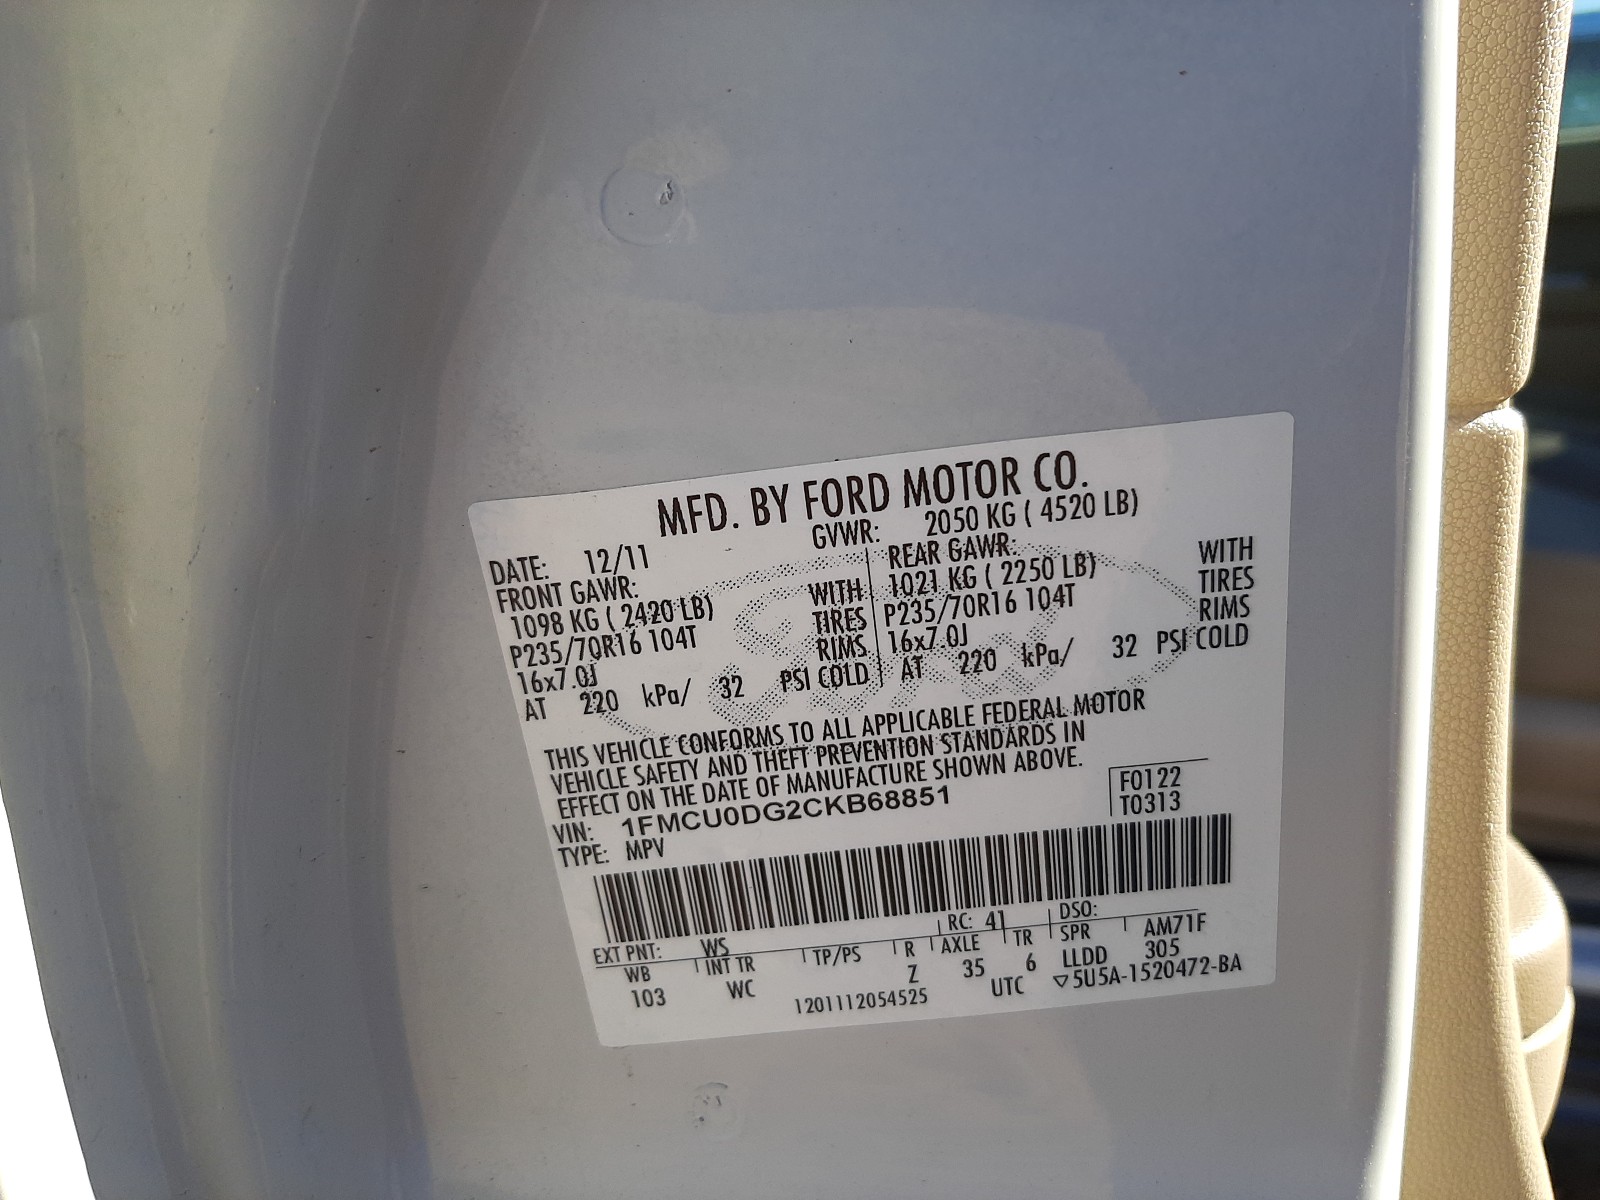 MFD. BY FORD MOTOR CO.
DATE: 12/11 GVWR: 2050 KG ( 4520 LB)
FRONT GAWR: REAR GAWR:
1098 KG ( 2420 LB) WITH 1021 KG ( 2250 LB) WITH
P235/70R16 104T TIRES P235/70R16 104T TIRES
16x7.0J RIMS 16x7.0J RIMS
AT 220 kPa/ 32 PSI COLD AT 220 kPa/ 32 PSI COLD
THIS VEHICLE CONFORMS TO ALL APPLICABLE FEDERAL MOTOR
VEHICLE SAFETY AND THEFT PREVENTION STANDARDS IN
EFFECT ON THE DATE OF MANUFACTURE SHOWN ABOVE.
VIN: 1FMCU0DG2CKB68851 F0122
TYPE: MPV T0313
EXT PNT: WS RC: 41 DSO:
WB INT TR TP/PS R AXLE TR SPR AM71F
103 WC Z 35 6 LLDD 305
1201112054525 UTC ▽5U5A-1520472-BA